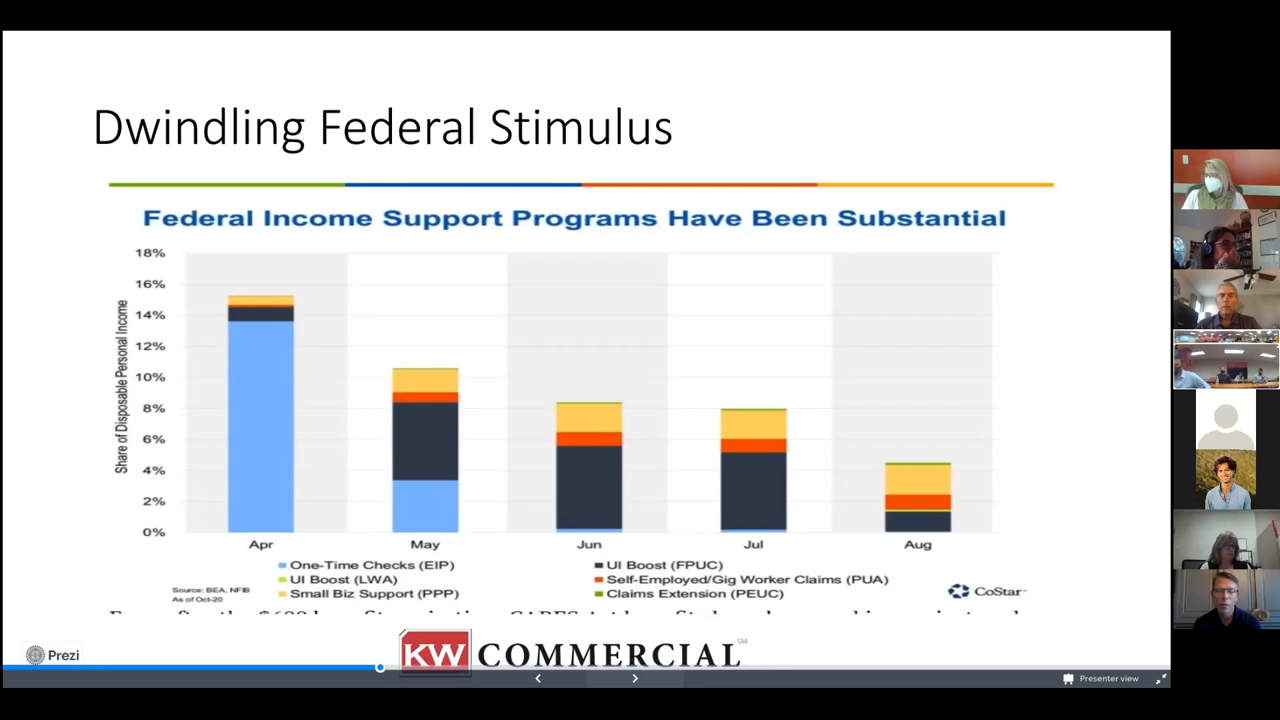 Dwindling Federal Stimulus
Federal Income Support Programs Have Been Substantial
Share of Disposable Personal Income
18%
16%
14%
12%
10%
8%
6%
4%
2%
0%
Apr May Jun Jul Aug
One-Time Checks (EIP) UI Boost (FPUC)
UI Boost (LWA) Self-Employed/Gig Worker Claims (PUA)
Small Biz Support (PPP) Claims Extension (PEUC)
Source: BEA, NFIB
As of Oct-20
CoStar™
KW COMMERCIAL SM
Prezi
Presenter view